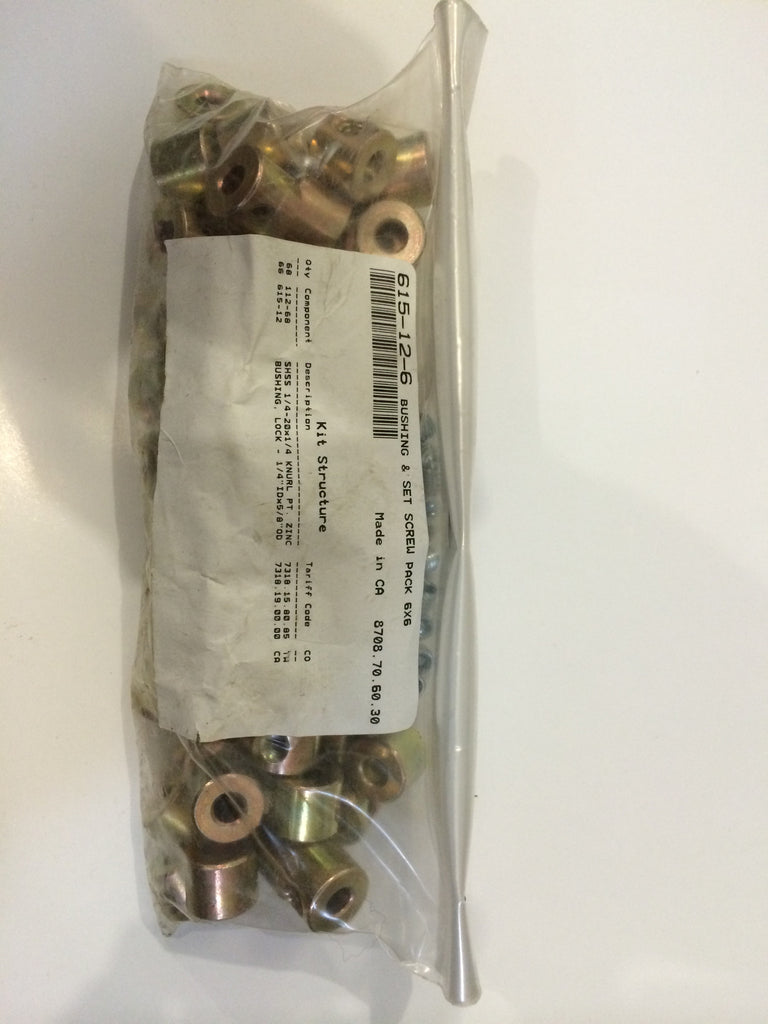 615-12-6 BUSHING & SET SCREW PACK 6X6
Made in CA 8708.70.60.30
Kit Structure
Qty Component Description Tariff Code CO
--- --------- ------------------------------ ------------- --
68 112-68 SHSS 1/4-20x1/4 KNURL PT. ZINC 7318.15.80.85 TW
66 615-12 BUSHING, LOCK - 1/4"IDx5/8"OD 7318.19.00.00 CA